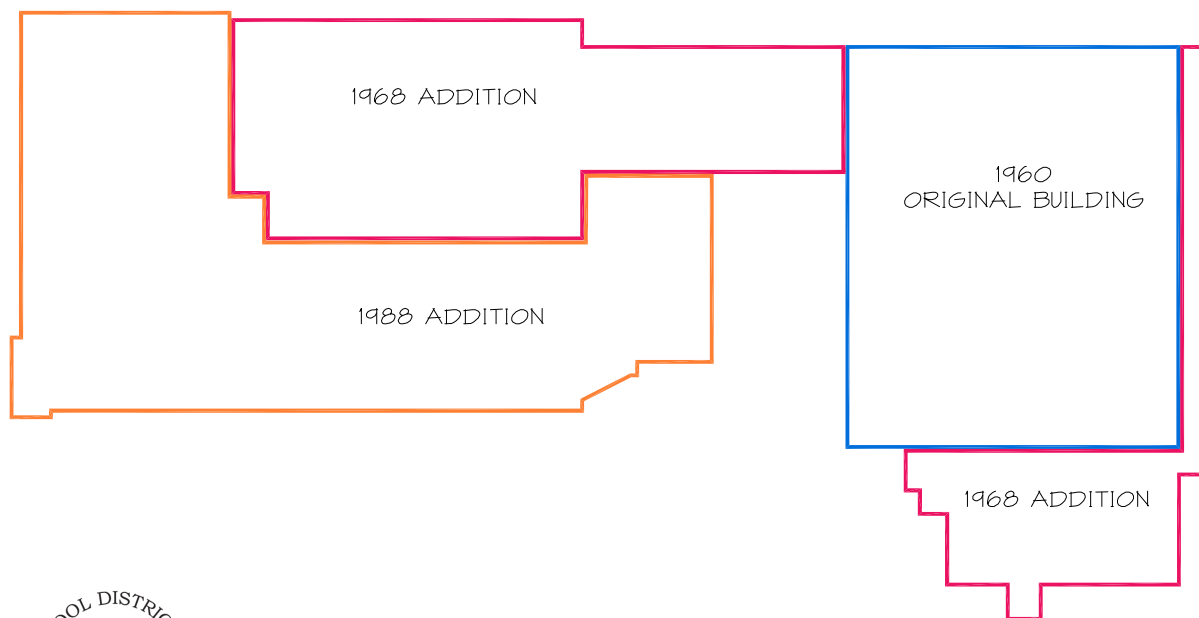 1968 ADDITION
1960
ORIGINAL BUILDING
1988 ADDITION
1968 ADDITION